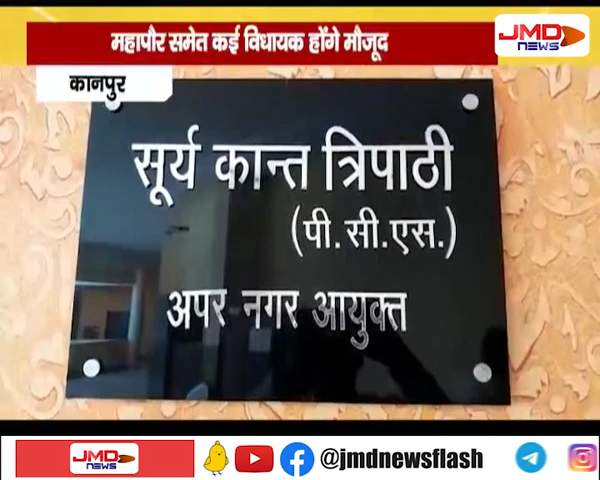 महापौर समेत कई विधायक होंगे मौजूद
JMD
NEWS
कानपुर
सूर्य कान्त त्रिपाठी
(पी.सी.एस.)
अपर नगर आयुक्त
JMD
NEWS
@jmdnewsflash